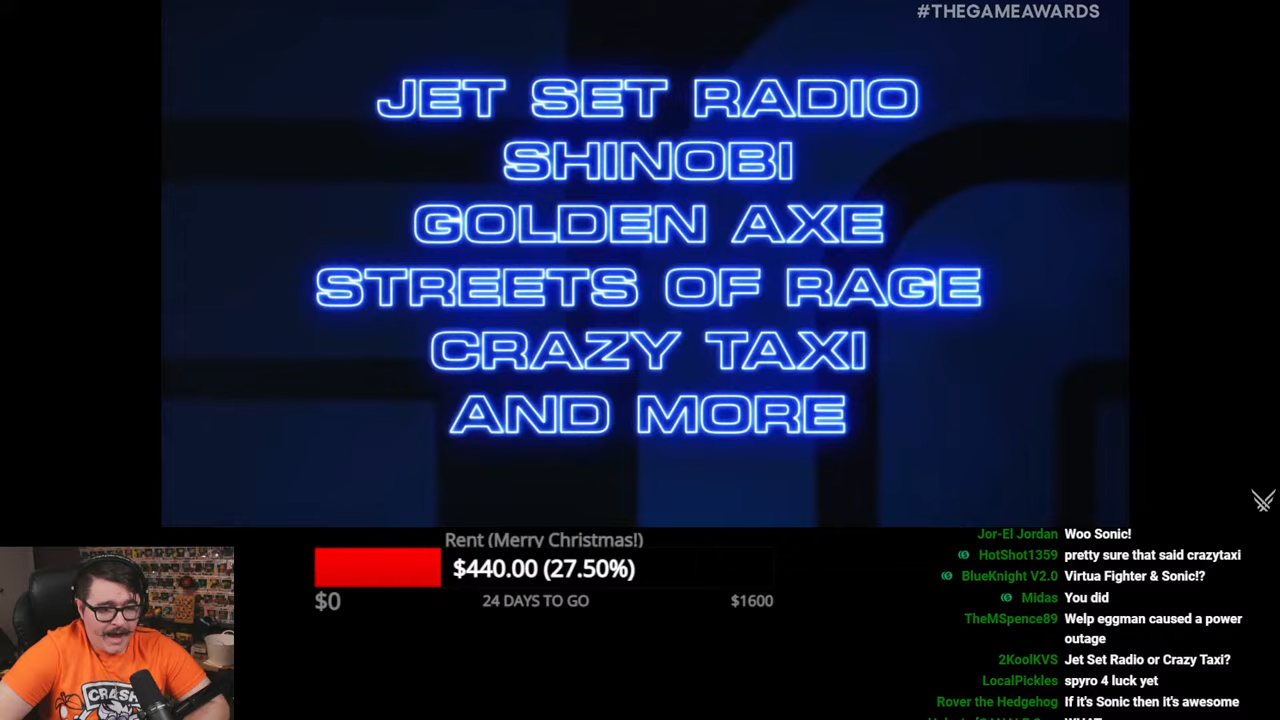 #THEGAMEAWARDS
JET SET RADIO
SHINOBI
GOLDEN AXE
STREETS OF RAGE
CRAZY TAXI
AND MORE
Rent (Merry Christmas!)
$440.00 (27.50%)
$0
24 DAYS TO GO
$1600
Jor-El Jordan Woo Sonic!
HotShot1359 pretty sure that said crazytaxi
BlueKnight V2.0 Virtua Fighter & Sonic!?
Midas You did
TheMSpence89 Welp eggman caused a power
outage
2KoolKVS Jet Set Radio or Crazy Taxi?
LocalPickles spyro 4 luck yet
Rover the Hedgehog If it's Sonic then it's awesome
CRASH